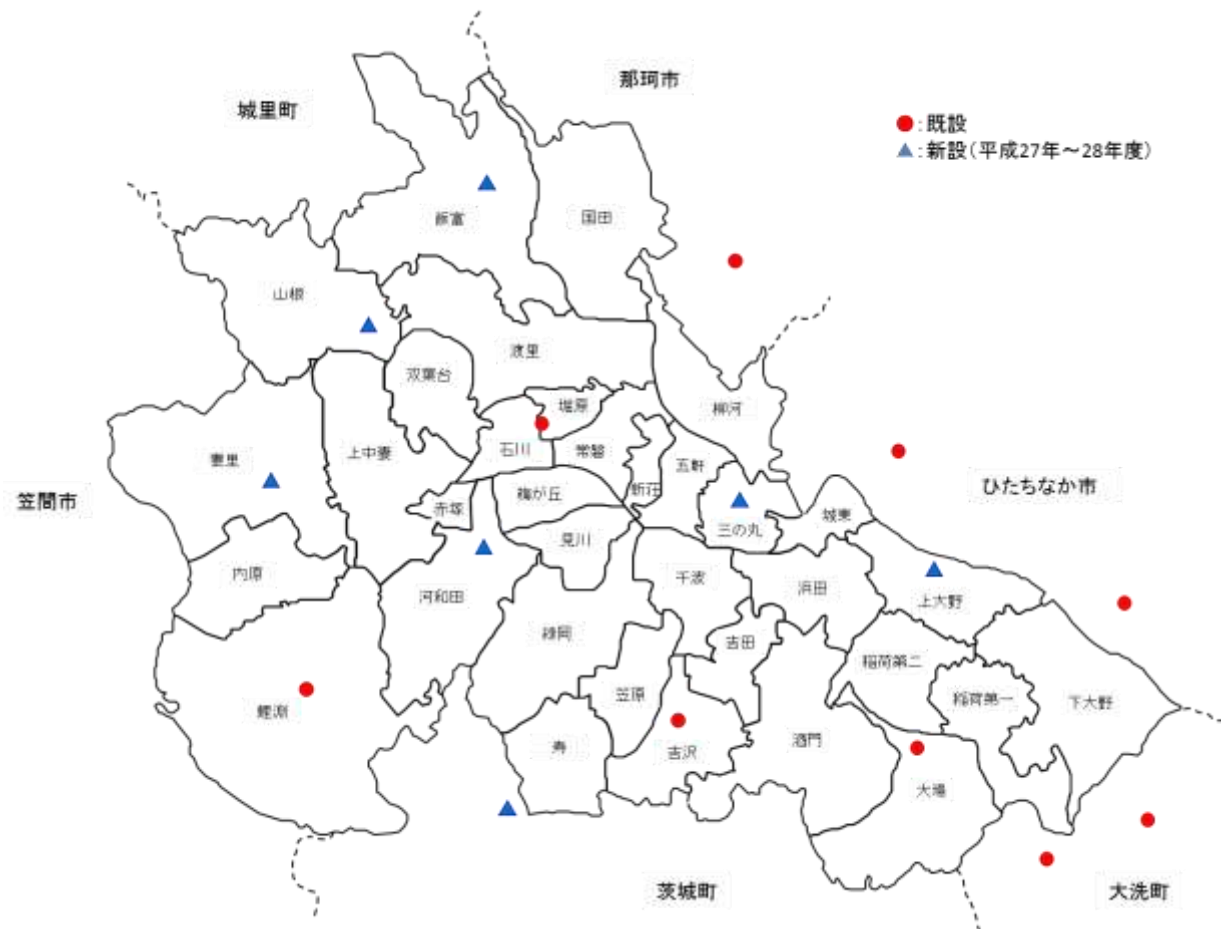 那珂市
城里町
●：既設
▲：新設（平成27年～28年度）
飯富
国田
山根
渡里
双葉台
堀原
柳河
石川
常磐
上中妻
五軒
妻里
ひたちなか市
新荘
梅が丘
笠間市
赤塚
城東
三の丸
見川
内原
千波
浜田
河和田
上大野
緑岡
吉田
稲荷第二
笠原
稲荷第一
下大野
鯉淵
寿
吉沢
酒門
大場
茨城町
大洗町